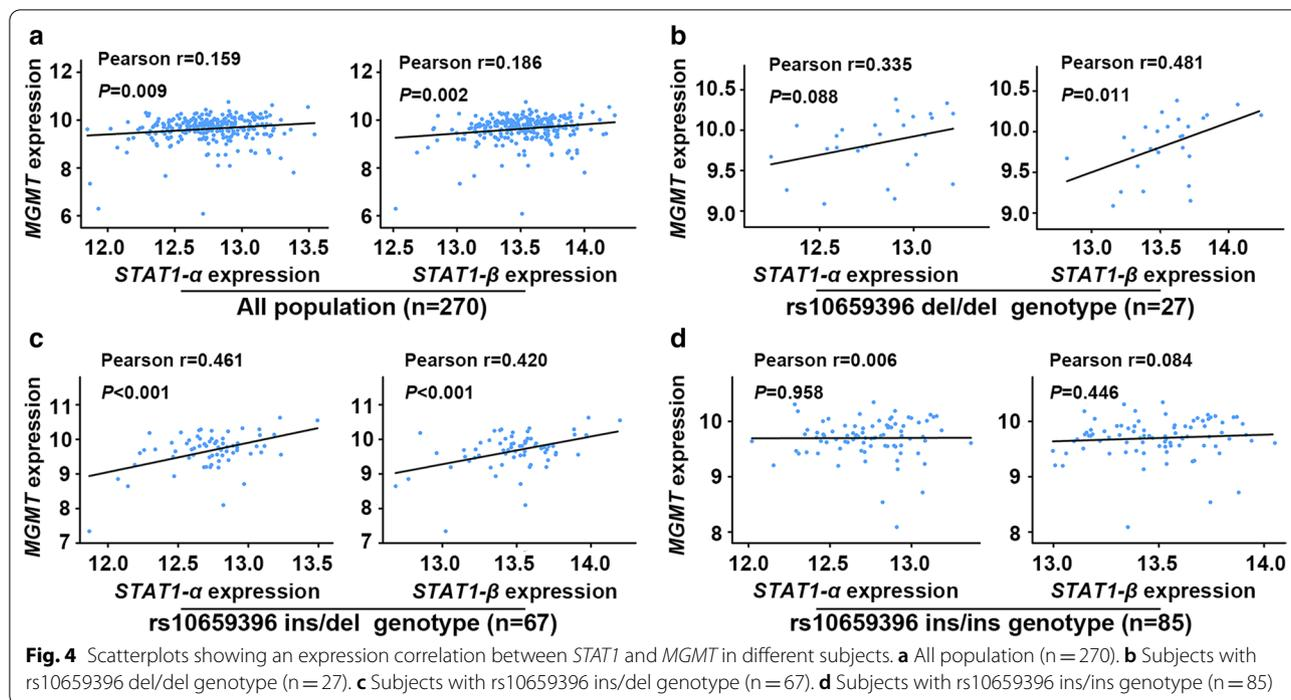 a
Pearson r=0.159
P=0.009
MGMT expression
12
10
8
6
12.0 12.5 13.0 13.5
STAT1-α expression
Pearson r=0.186
P=0.002
12
10
8
6
12.5 13.0 13.5 14.0
STAT1-β expression
All population (n=270)
b
Pearson r=0.335
P=0.088
MGMT expression
10.5
10.0
9.5
9.0
12.5 13.0
STAT1-α expression
Pearson r=0.481
P=0.011
10.5
10.0
9.5
9.0
13.0 13.5 14.0
STAT1-β expression
rs10659396 del/del genotype (n=27)
c
Pearson r=0.461
P<0.001
MGMT expression
11
10
9
8
7
12.0 12.5 13.0 13.5
STAT1-α expression
Pearson r=0.420
P<0.001
11
10
9
8
7
13.0 13.5 14.0
STAT1-β expression
rs10659396 ins/del genotype (n=67)
d
Pearson r=0.006
P=0.958
MGMT expression
10
9
8
12.0 12.5 13.0
STAT1-α expression
Pearson r=0.084
P=0.446
10
9
8
13.0 13.5 14.0
STAT1-β expression
rs10659396 ins/ins genotype (n=85)
Fig. 4 Scatterplots showing an expression correlation between STAT1 and MGMT in different subjects. a All population (n = 270). b Subjects with
rs10659396 del/del genotype (n = 27). c Subjects with rs10659396 ins/del genotype (n = 67). d Subjects with rs10659396 ins/ins genotype (n = 85)